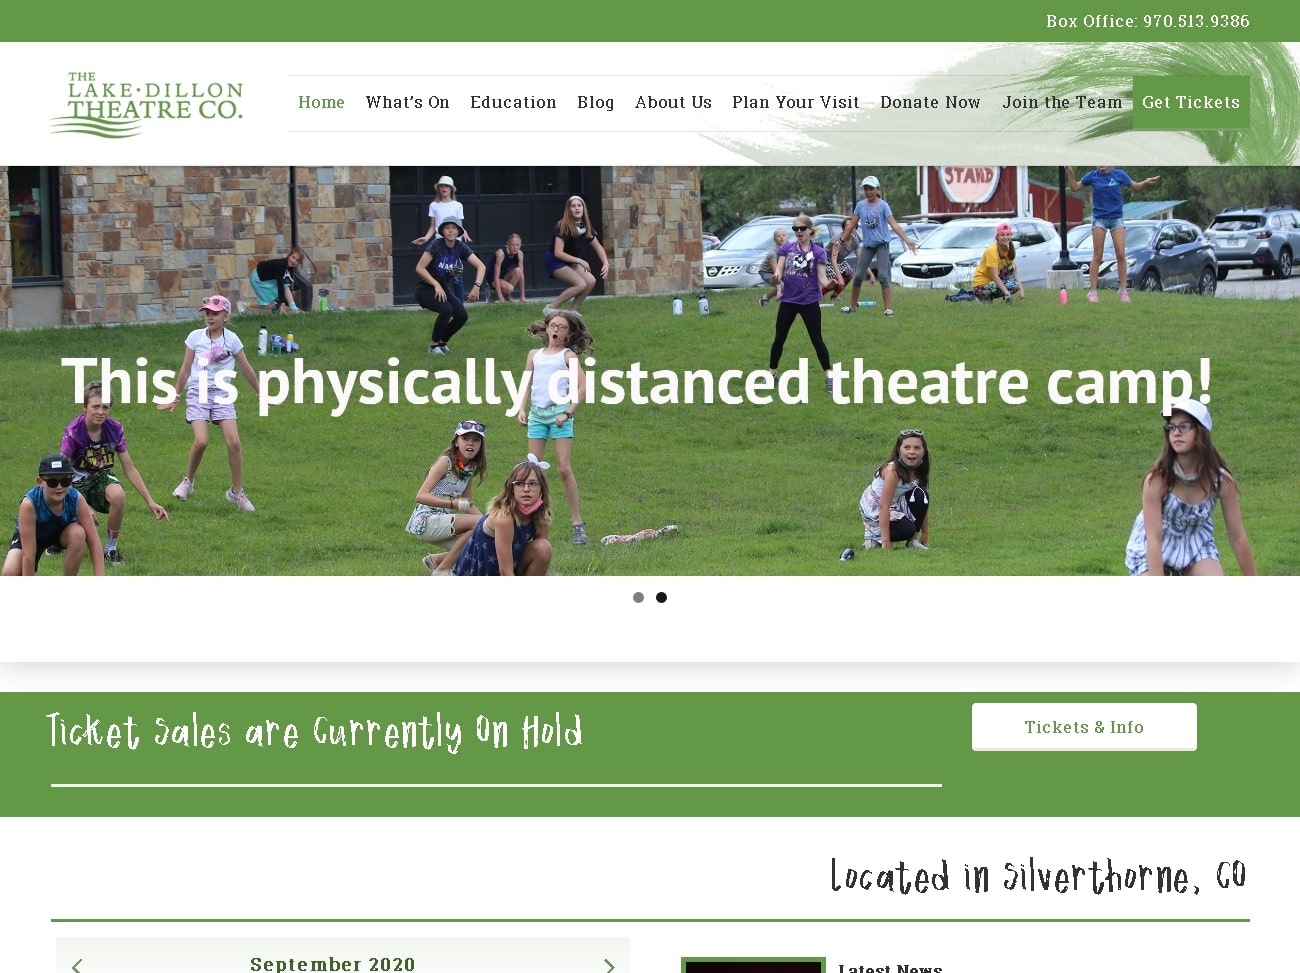 Box Office: 970.513.9386
THE
LAKE·DILLON
THEATRE CO.
Home What's On Education Blog About Us Plan Your Visit Donate Now Join the Team Get Tickets
STAND
This is physically distanced theatre camp!
Ticket Sales are Currently On Hold
Tickets & Info
Located in Silverthorne, CO
September 2020
Latest News